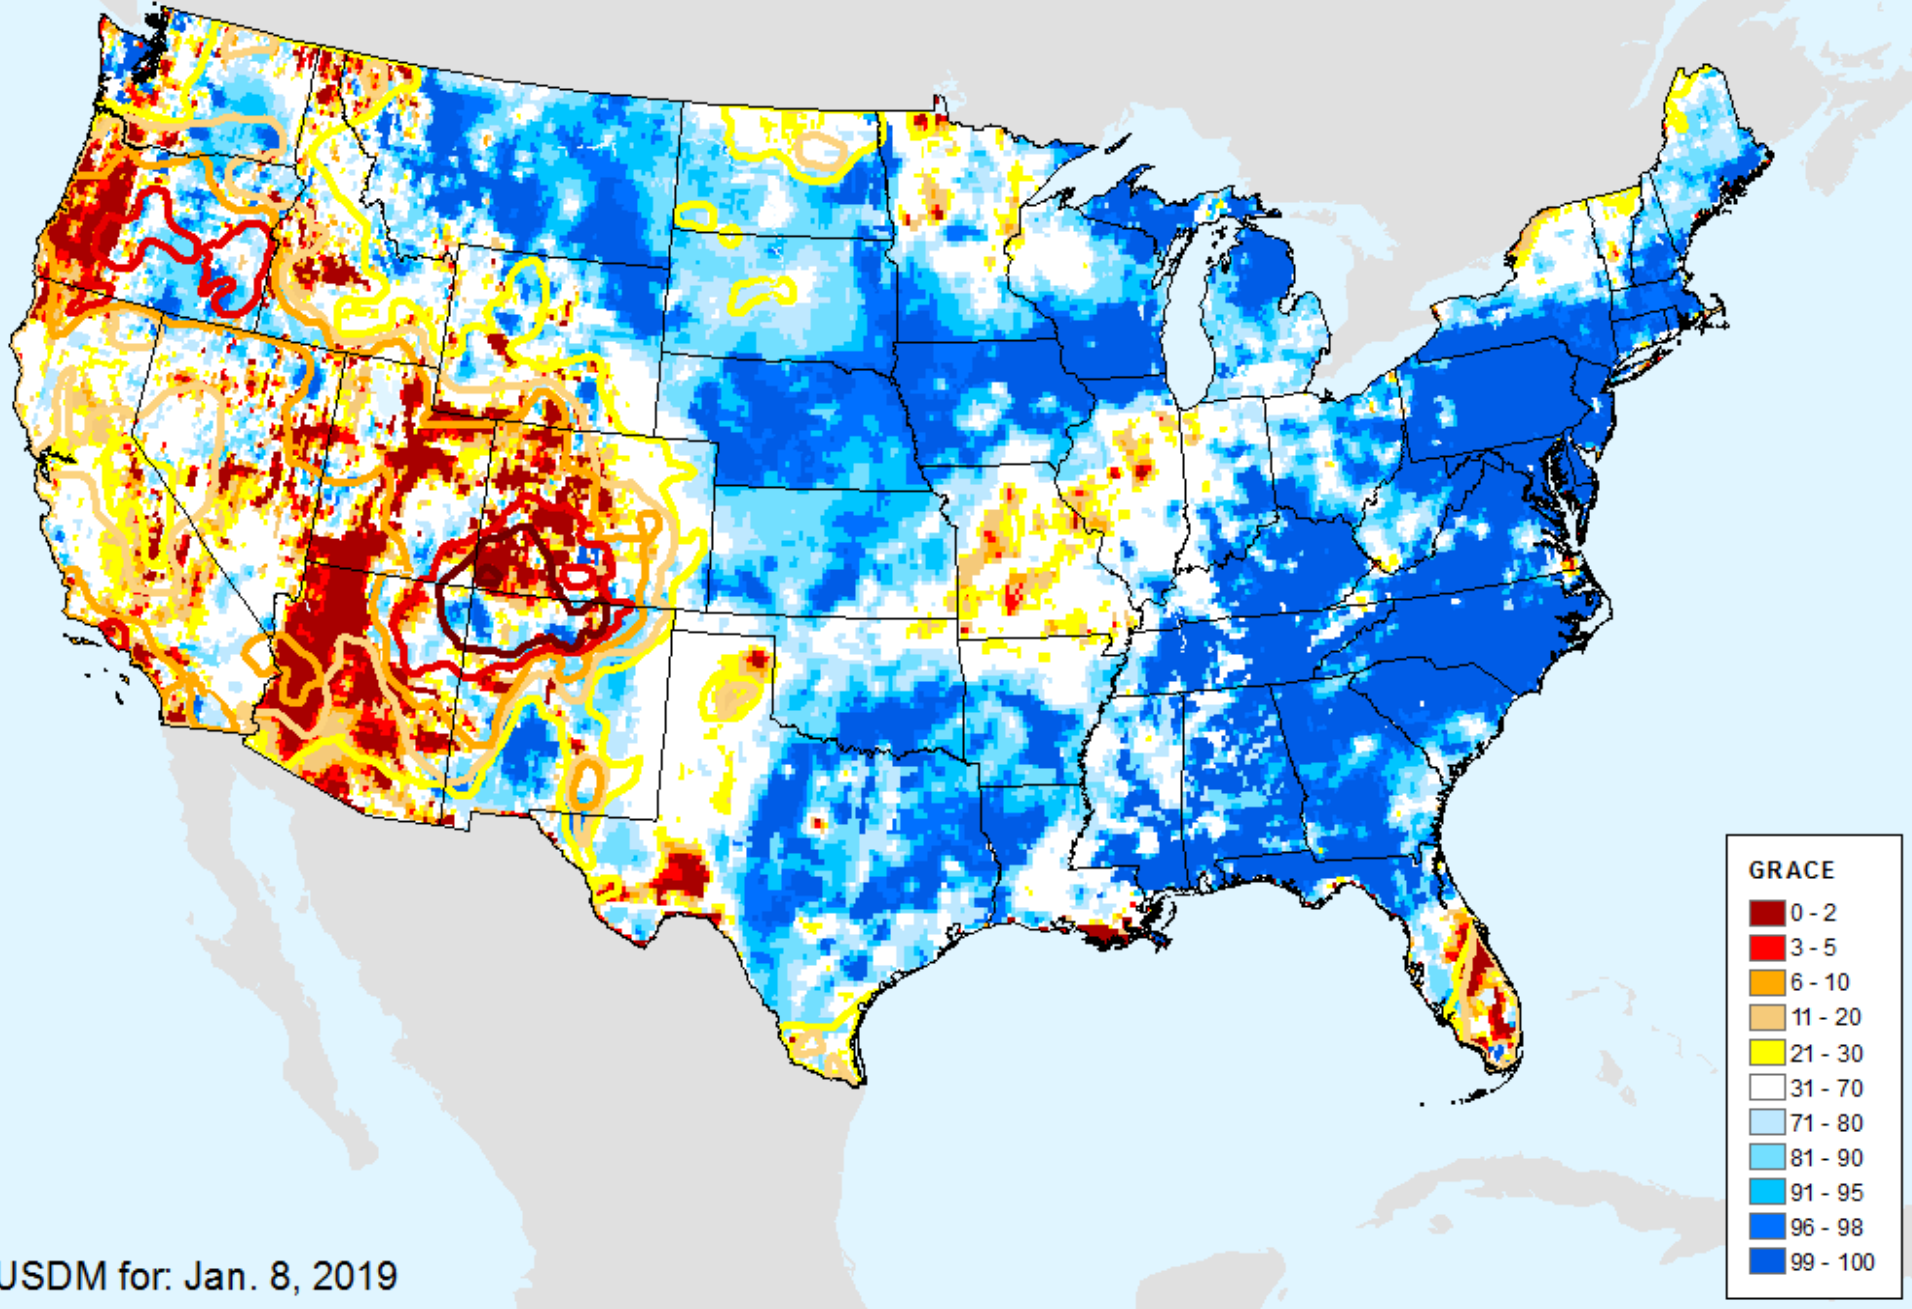 GRACE
0 - 2
3 - 5
6 - 10
11 - 20
21 - 30
31 - 70
71 - 80
81 - 90
91 - 95
96 - 98
99 - 100
USDM for: Jan. 8, 2019